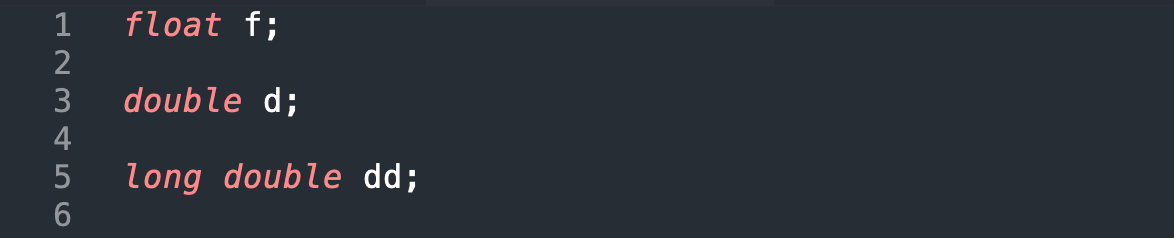 1 float f;
2
3 double d;
4
5 long double dd;
6